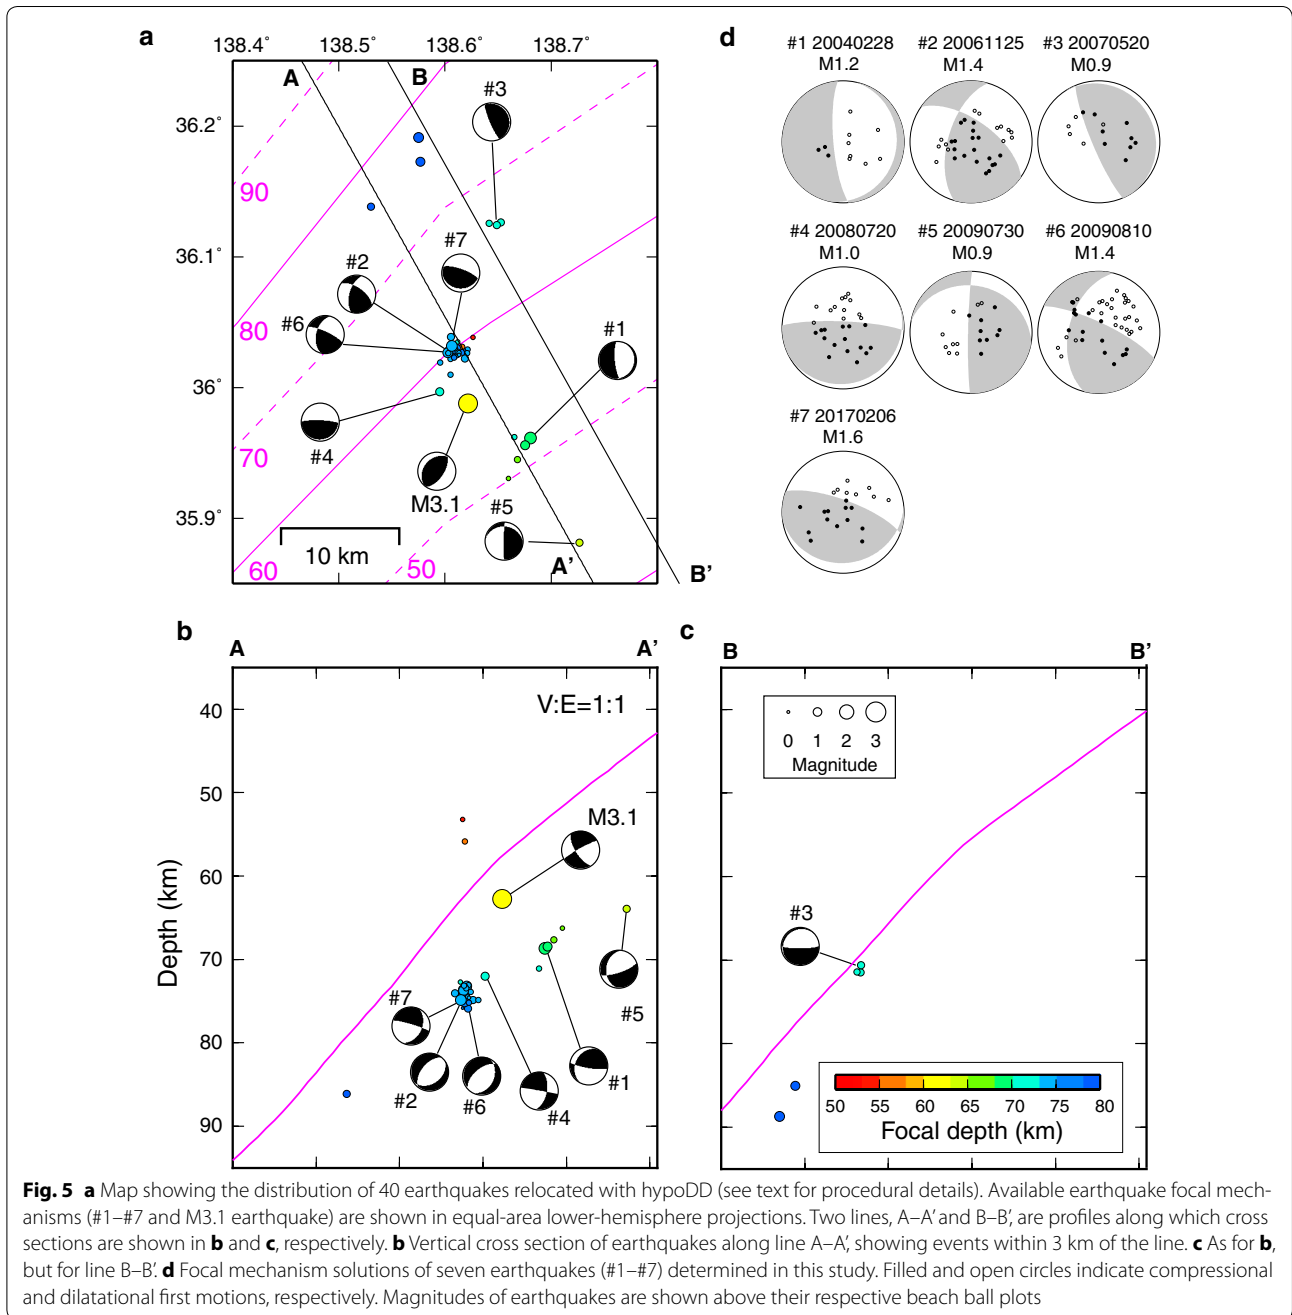 a
138.4˚ 138.5˚ 138.6˚ 138.7˚
36.2˚
36.1˚
36˚
35.9˚
A
B
#3
90
#7
#2
#6
80
#1
#4
70
M3.1
#5
10 km
60
50
A’
B’
d
#1 20040228
M1.2
#2 20061125
M1.4
#3 20070520
M0.9
#4 20080720
M1.0
#5 20090730
M0.9
#6 20090810
M1.4
#7 20170206
M1.6
b
A
A’
V:E=1:1
40
50
60
70
80
90
Depth (km)
M3.1
#7
#2
#6
#4
#1
#5
c
B
B’
0 1 2 3
Magnitude
#3
50 55 60 65 70 75 80
Focal depth (km)
Fig. 5 a Map showing the distribution of 40 earthquakes relocated with hypoDD (see text for procedural details). Available earthquake focal mech-
anisms (#1–#7 and M3.1 earthquake) are shown in equal-area lower-hemisphere projections. Two lines, A–A’ and B–B’, are profiles along which cross
sections are shown in b and c, respectively. b Vertical cross section of earthquakes along line A–A’, showing events within 3 km of the line. c As for b,
but for line B–B’. d Focal mechanism solutions of seven earthquakes (#1–#7) determined in this study. Filled and open circles indicate compressional
and dilatational first motions, respectively. Magnitudes of earthquakes are shown above their respective beach ball plots